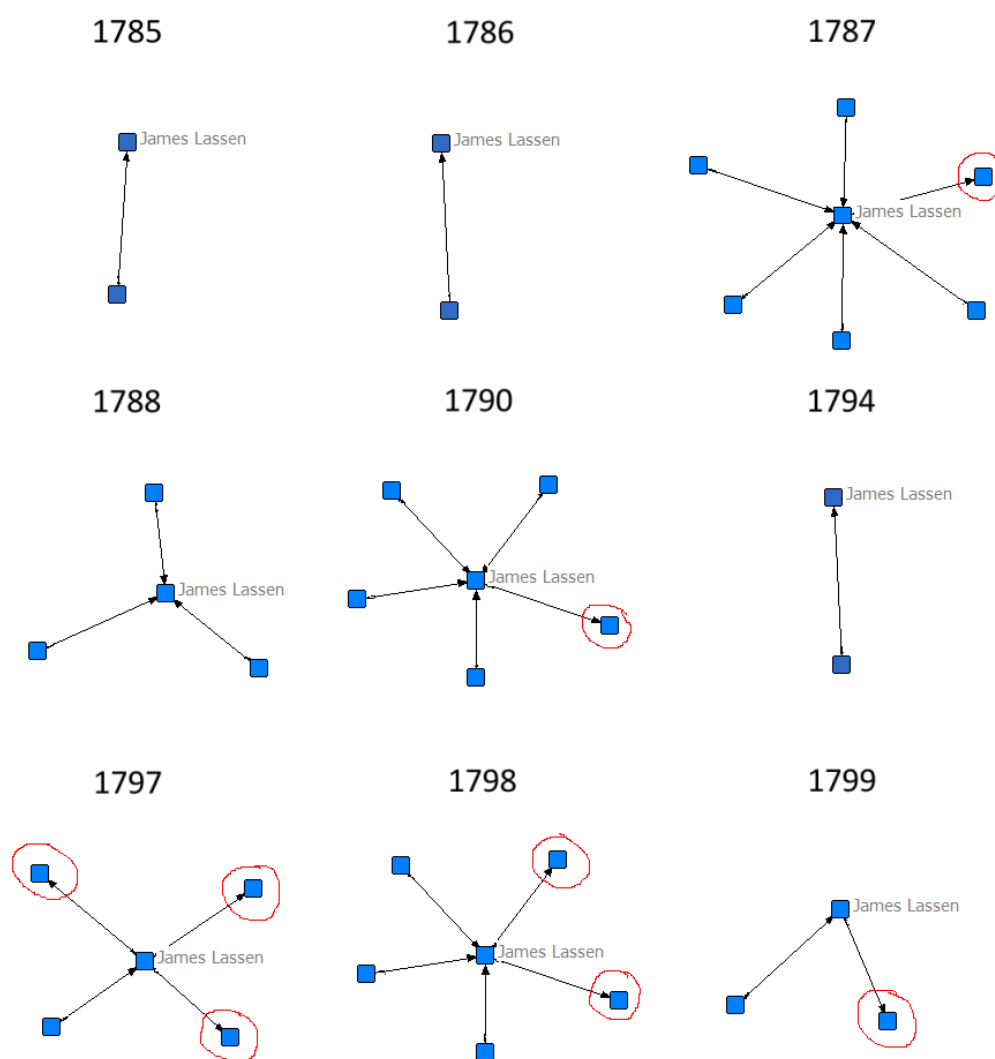 1785
1786
1787
James Lassen
James Lassen
James Lassen
1788
1790
1794
James Lassen
James Lassen
James Lassen
1797
1798
1799
James Lassen
James Lassen
James Lassen